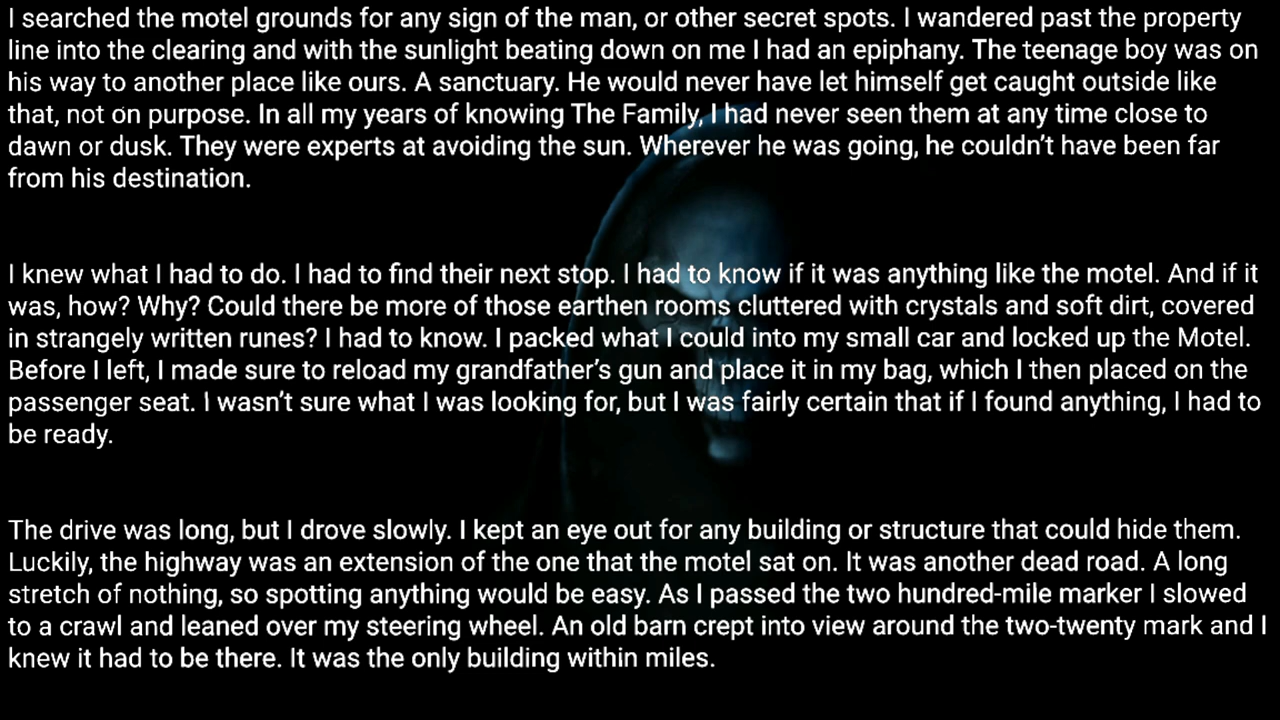 I searched the motel grounds for any sign of the man, or other secret spots. I wandered past the property
line into the clearing and with the sunlight beating down on me I had an epiphany. The teenage boy was on
his way to another place like ours. A sanctuary. He would never have let himself get caught outside like
that, not on purpose. In all my years of knowing The Family, I had never seen them at any time close to
dawn or dusk. They were experts at avoiding the sun. Wherever he was going, he couldn’t have been far
from his destination.
I knew what I had to do. I had to find their next stop. I had to know if it was anything like the motel. And if it
was, how? Why? Could there be more of those earthen rooms cluttered with crystals and soft dirt, covered
in strangely written runes? I had to know. I packed what I could into my small car and locked up the Motel.
Before I left, I made sure to reload my grandfather’s gun and place it in my bag, which I then placed on the
passenger seat. I wasn’t sure what I was looking for, but I was fairly certain that if I found anything, I had to
be ready.
The drive was long, but I drove slowly. I kept an eye out for any building or structure that could hide them.
Luckily, the highway was an extension of the one that the motel sat on. It was another dead road. A long
stretch of nothing, so spotting anything would be easy. As I passed the two hundred-mile marker I slowed
to a crawl and leaned over my steering wheel. An old barn crept into view around the two-twenty mark and I
knew it had to be there. It was the only building within miles.